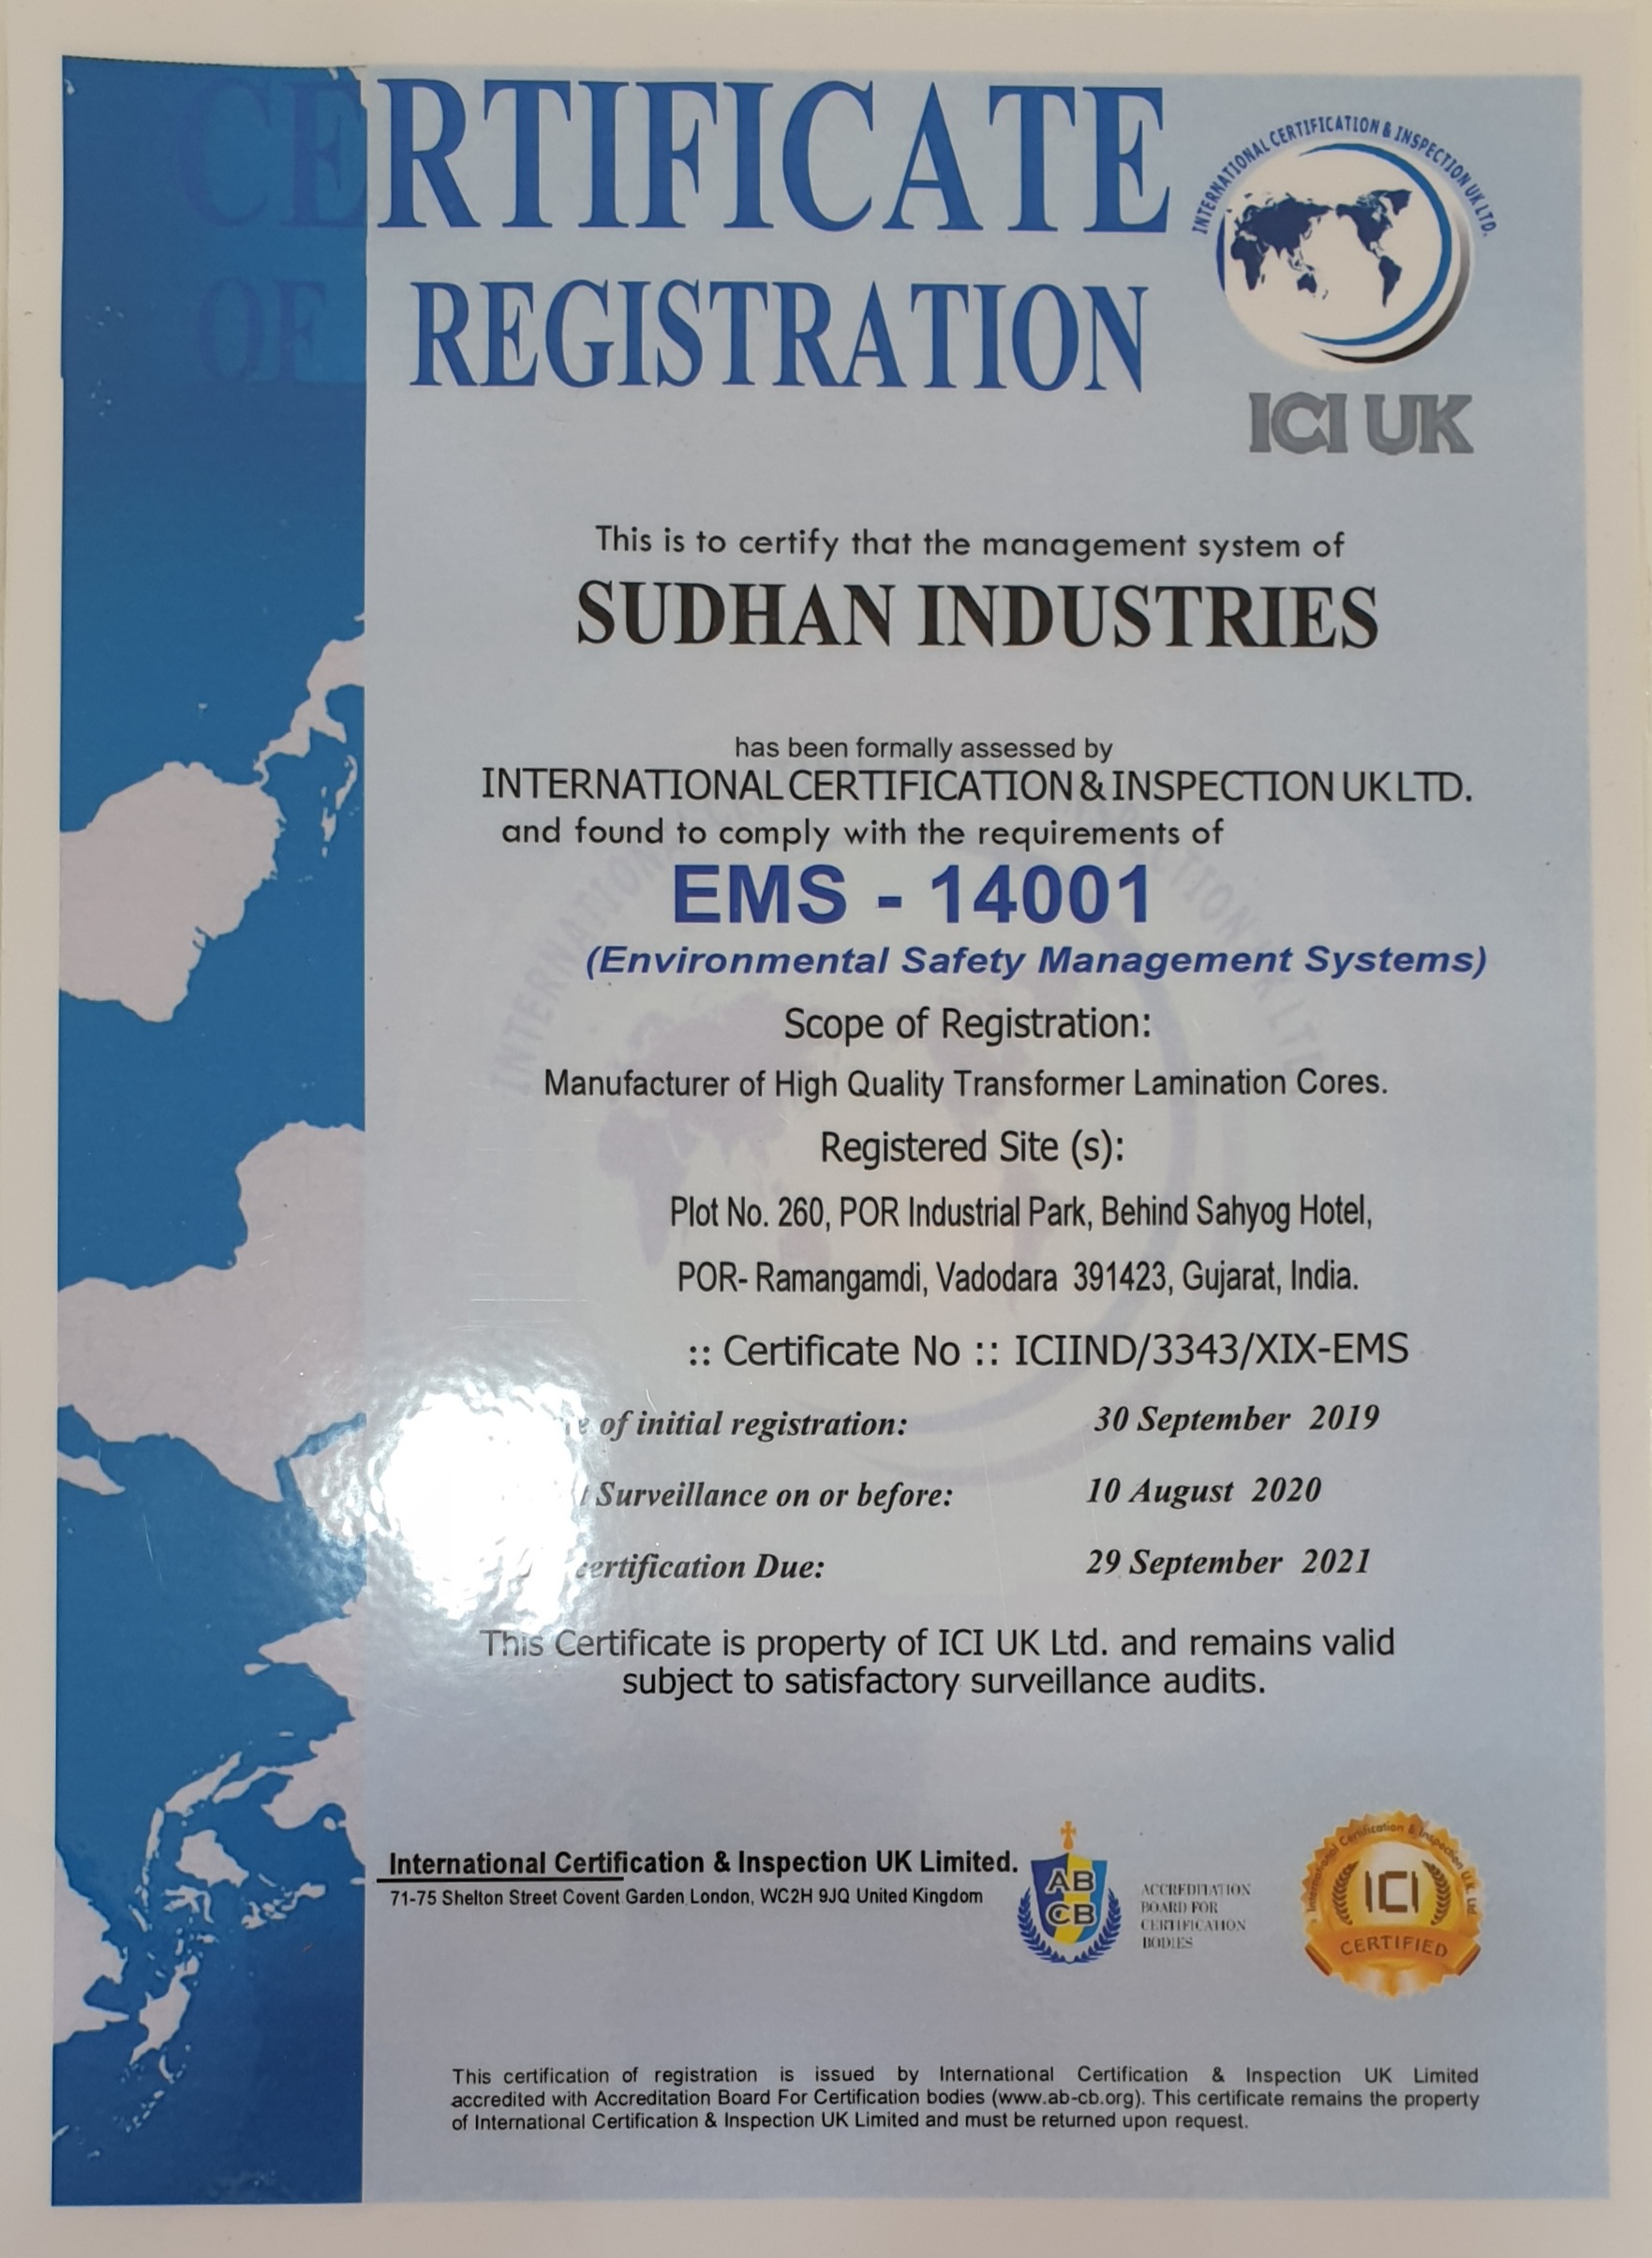 CERTIFICATE
OF REGISTRATION
INTERNATIONAL CERTIFICATION & INSPECTION UK LTD.
ICI UK
This is to certify that the management system of
SUDHAN INDUSTRIES
has been formally assessed by
INTERNATIONAL CERTIFICATION & INSPECTION UK LTD.
and found to comply with the requirements of
EMS - 14001
(Environmental Safety Management Systems)
Scope of Registration:
Manufacturer of High Quality Transformer Lamination Cores.
Registered Site (s):
Plot No. 260, POR Industrial Park, Behind Sahyog Hotel,
POR- Ramangamdi, Vadodara 391423, Gujarat, India.
:: Certificate No :: ICIIND/3343/XIX-EMS
of initial registration: 30 September 2019
Surveillance on or before: 10 August 2020
Due: 29 September 2021
This Certificate is property of ICI UK Ltd. and remains valid
subject to satisfactory surveillance audits.
International Certification & Inspection UK Limited.
71-75 Shelton Street Covent Garden London, WC2H 9JQ United Kingdom
AB
CB
ACCREDITATION
BOARD FOR
CERTIFICATION
BODIES
International Certification & Inspection U.K. Ltd
ICI
CERTIFIED
This certification of registration is issued by International Certification & Inspection UK Limited
accredited with Accreditation Board For Certification bodies (www.ab-cb.org). This certificate remains the property
of International Certification & Inspection UK Limited and must be returned upon request.